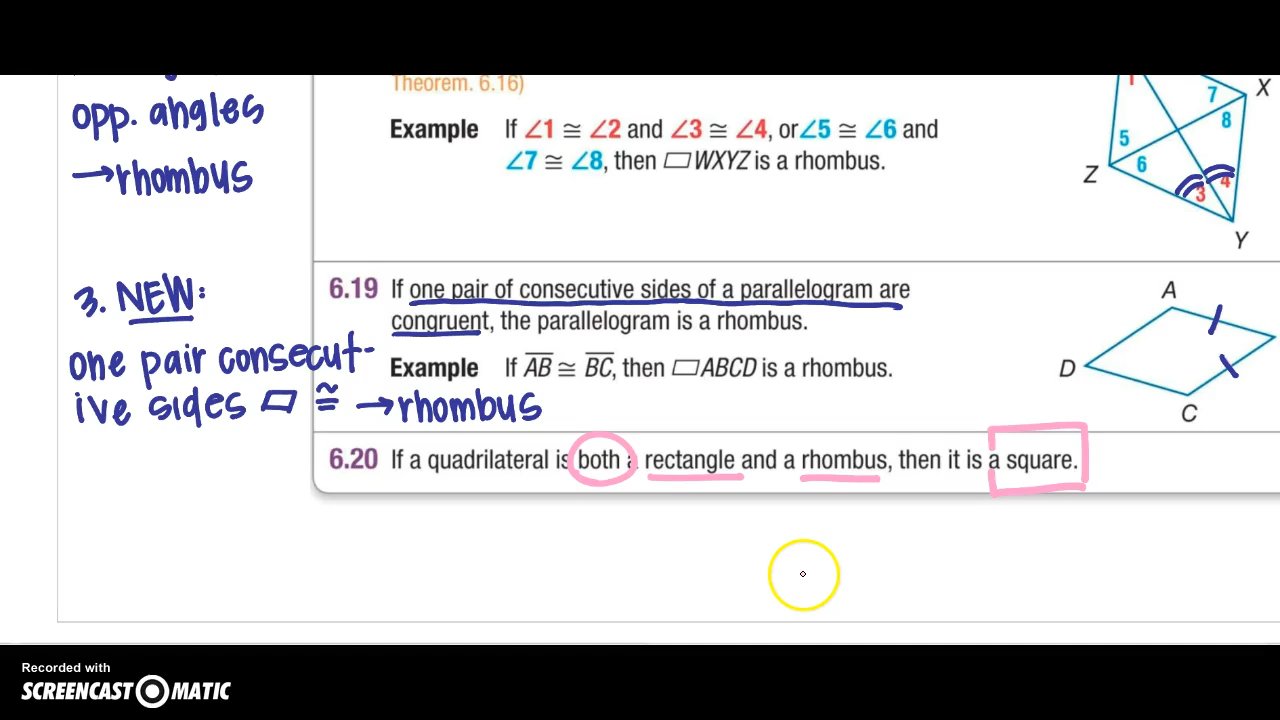 Theorem. 6.16)
opp. angles
→rhombus
Example If ∠1 ≅ ∠2 and ∠3 ≅ ∠4, or ∠5 ≅ ∠6 and
∠7 ≅ ∠8, then ▱WXYZ is a rhombus.
1
7
X
8
5
6
Z
4
3
Y
3. NEW:
one pair consecut-
ive sides ▱ ≅ →rhombus
6.19 If one pair of consecutive sides of a parallelogram are
congruent, the parallelogram is a rhombus.
Example If AB ≅ BC, then ▱ABCD is a rhombus.
A
D
C
6.20 If a quadrilateral is both a rectangle and a rhombus, then it is a square.
Recorded with
SCREENCAST MATIC